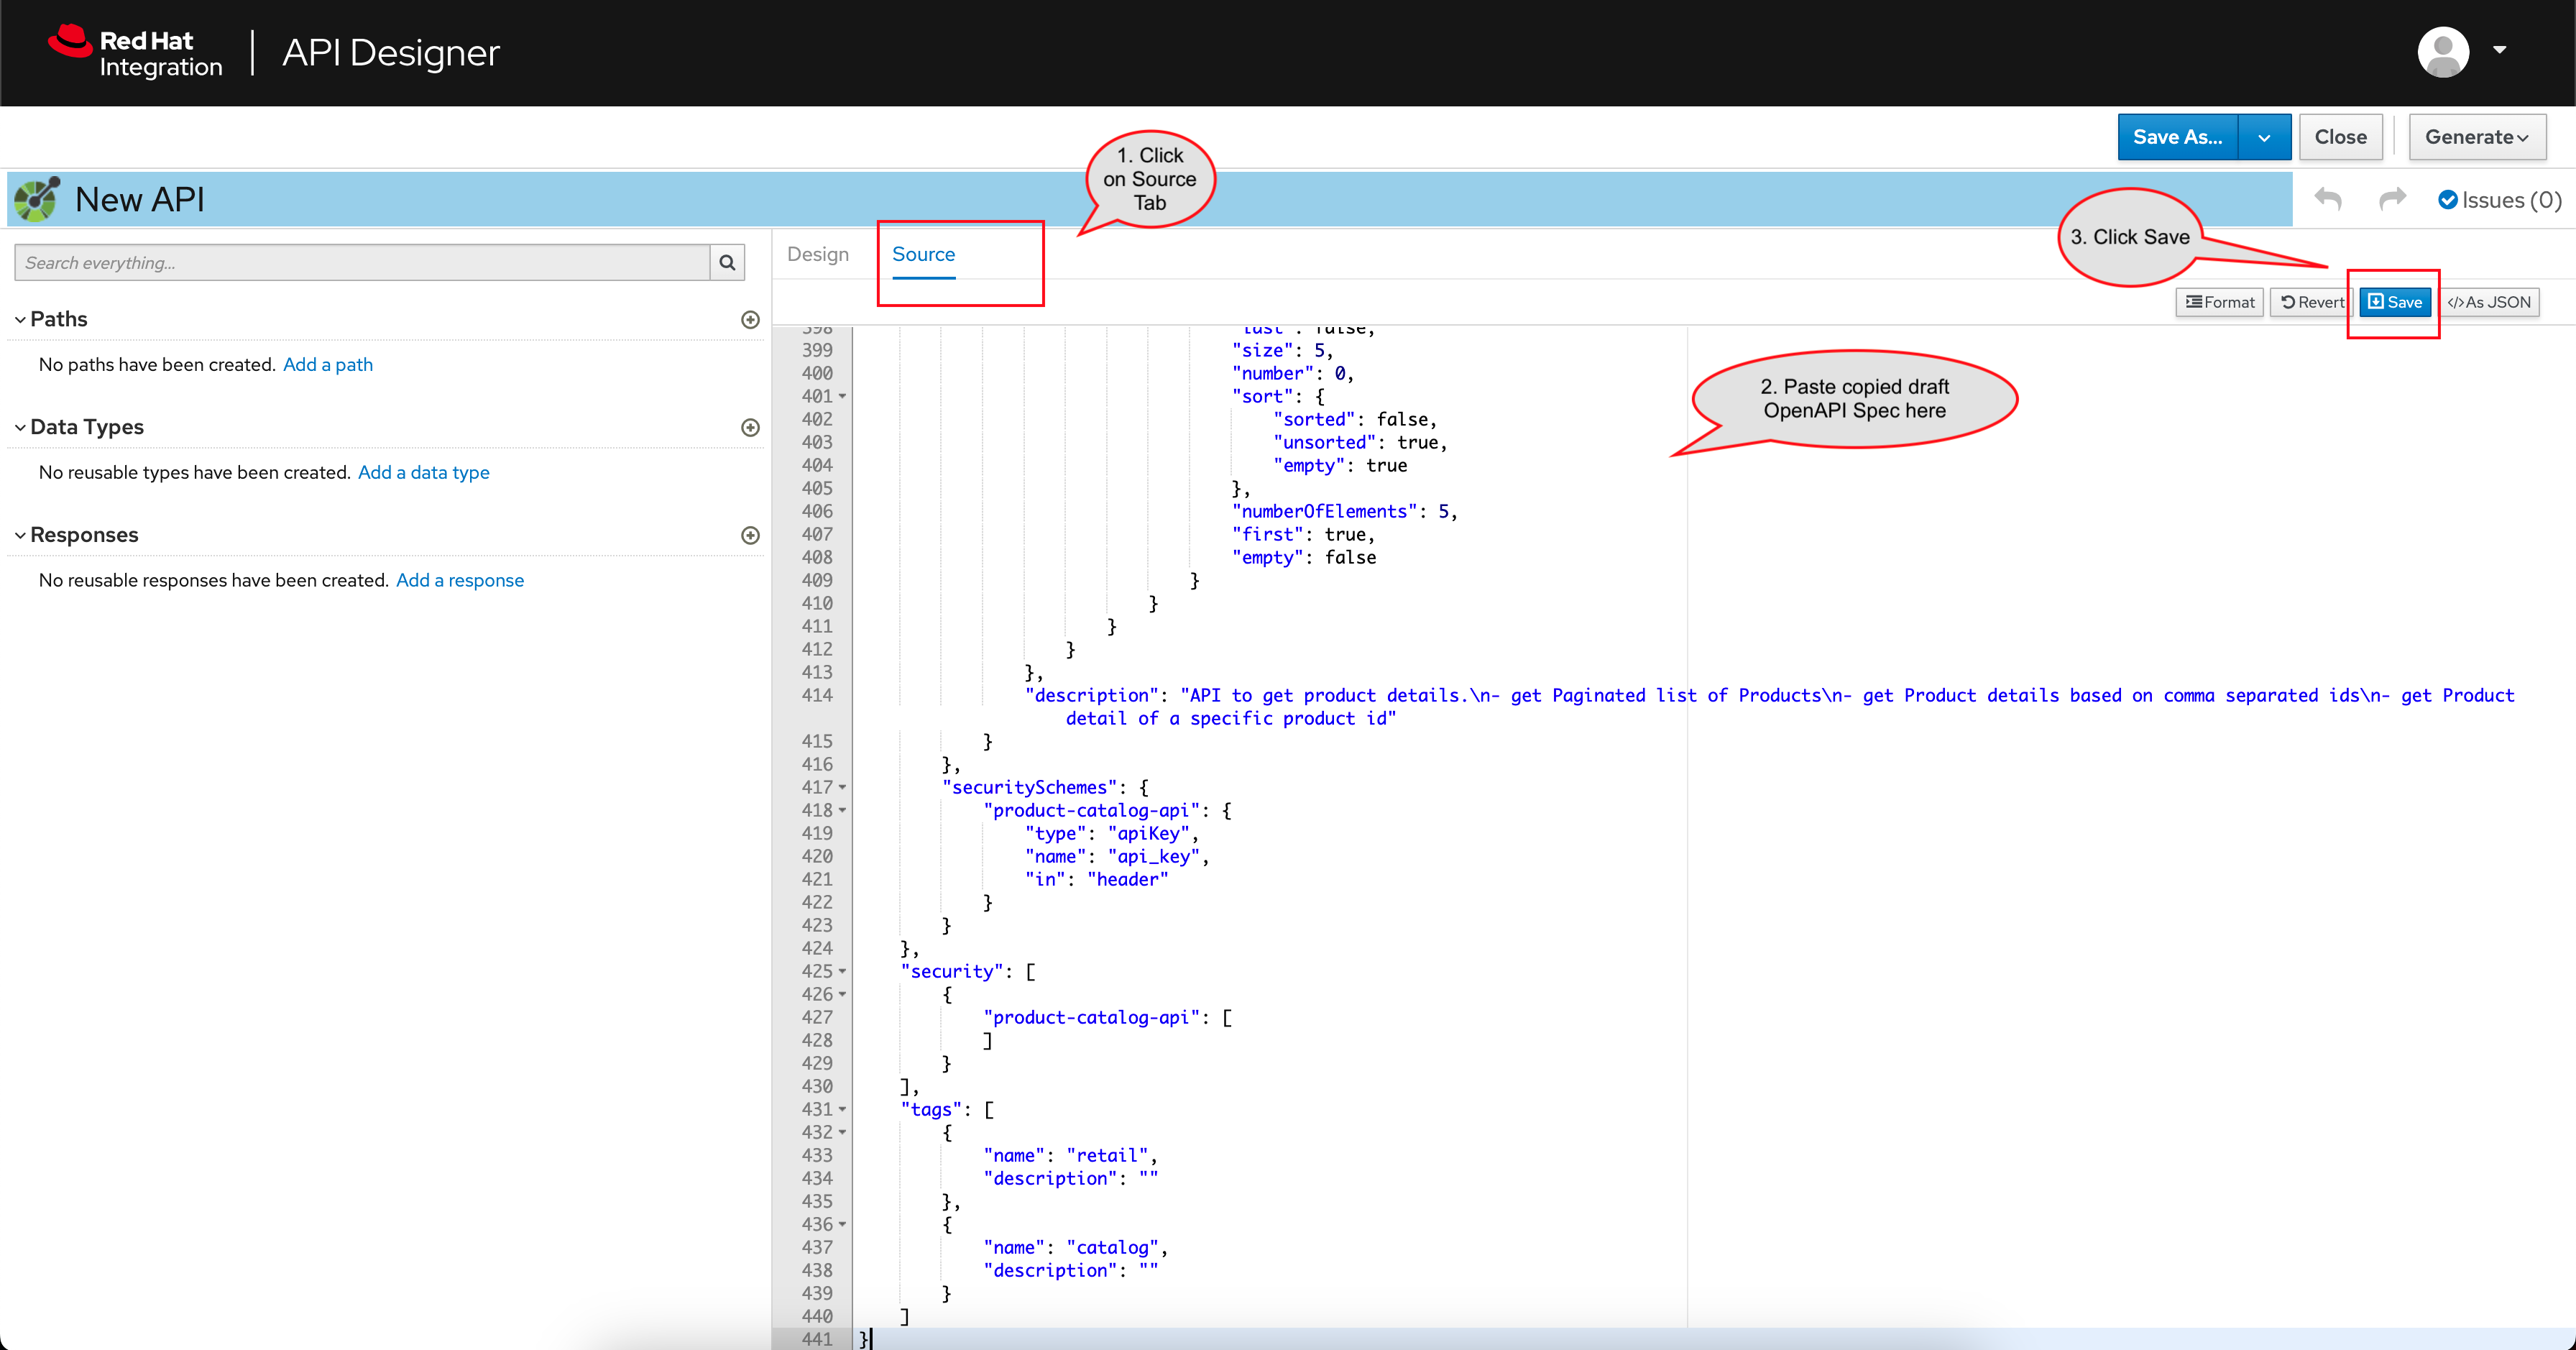 Red Hat
Integration
API Designer
Save As...
Close
Generate
1. Click
on Source
Tab
New API
Issues (0)
3. Click Save
Search everything...
Design
Source
Format
Revert
Save
</>As JSON
Paths
No paths have been created. Add a path
Data Types
No reusable types have been created. Add a data type
Responses
No reusable responses have been created. Add a response
2. Paste copied draft
OpenAPI Spec here
398 "last": false,
399 "size": 5,
400 "number": 0,
401 "sort": {
402 "sorted": false,
403 "unsorted": true,
404 "empty": true
405 },
406 "numberOfElements": 5,
407 "first": true,
408 "empty": false
409 }
410 }
411 }
412 }
413 },
414 "description": "API to get product details.\n- get Paginated list of Products\n- get Product details based on comma separated ids\n- get Product
detail of a specific product id"
415 }
416 },
417 "securitySchemes": {
418 "product-catalog-api": {
419 "type": "apiKey",
420 "name": "api_key",
421 "in": "header"
422 }
423 }
424 },
425 "security": [
426 {
427 "product-catalog-api": [
428 ]
429 }
430 ],
431 "tags": [
432 {
433 "name": "retail",
434 "description": ""
435 },
436 {
437 "name": "catalog",
438 "description": ""
439 }
440 ]
441 }